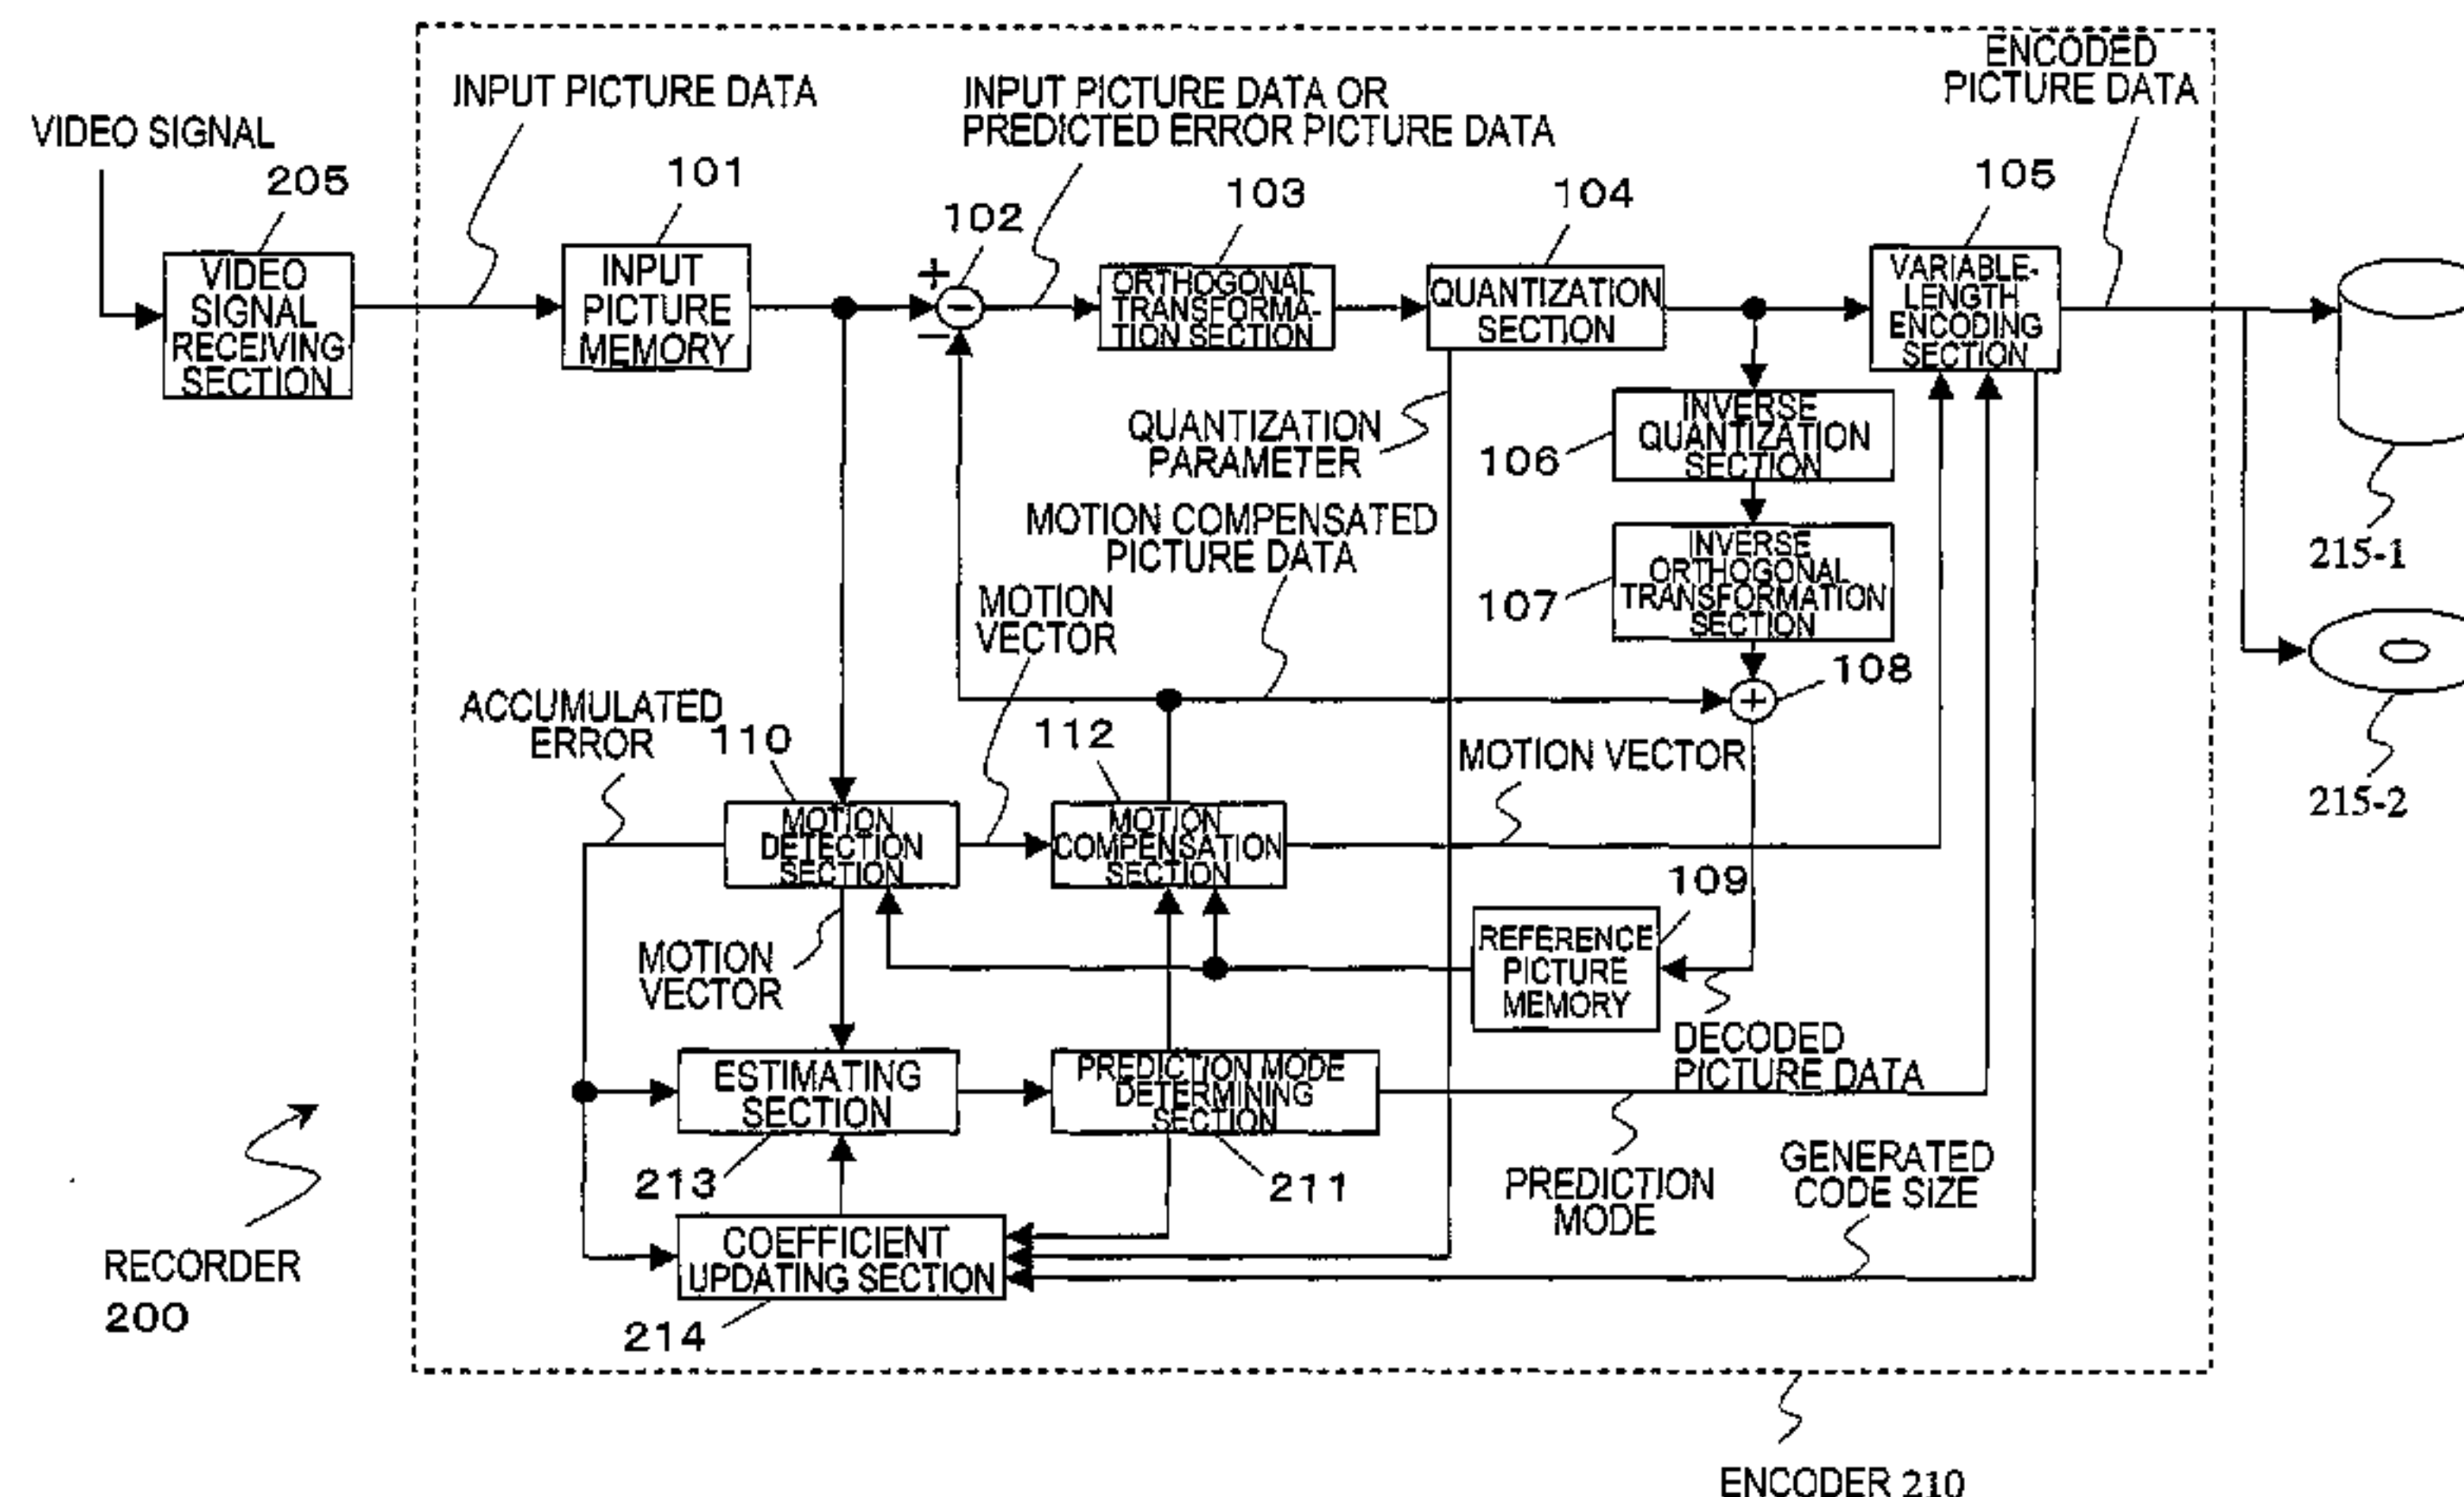 ENCODED
PICTURE DATA
INPUT PICTURE DATA
INPUT PICTURE DATA OR
PREDICTED ERROR PICTURE DATA
VIDEO SIGNAL
205
101
102
103
104
105
VIDEO
SIGNAL
RECEIVING
SECTION
INPUT
PICTURE
MEMORY
+
−
−
ORTHOGONAL
TRANSFORMA-
TION SECTION
QUANTIZATION
SECTION
VARIABLE-
LENGTH
ENCODING
SECTION
QUANTIZATION
PARAMETER
106
INVERSE
QUANTIZATION
SECTION
MOTION COMPENSATED
PICTURE DATA
107
INVERSE
ORTHOGONAL
TRANSFORMATION
SECTION
215-1
MOTION
VECTOR
+
108
ACCUMULATED
ERROR
110
112
MOTION VECTOR
215-2
MOTION
DETECTION
SECTION
MOTION
COMPENSATION
SECTION
109
REFERENCE
PICTURE
MEMORY
MOTION
VECTOR
DECODED
PICTURE DATA
ESTIMATING
SECTION
PREDICTION MODE
DETERMINING
SECTION
213
211
PREDICTION
MODE
GENERATED
CODE SIZE
COEFFICIENT
UPDATING SECTION
214
RECORDER
200
ENCODER 210